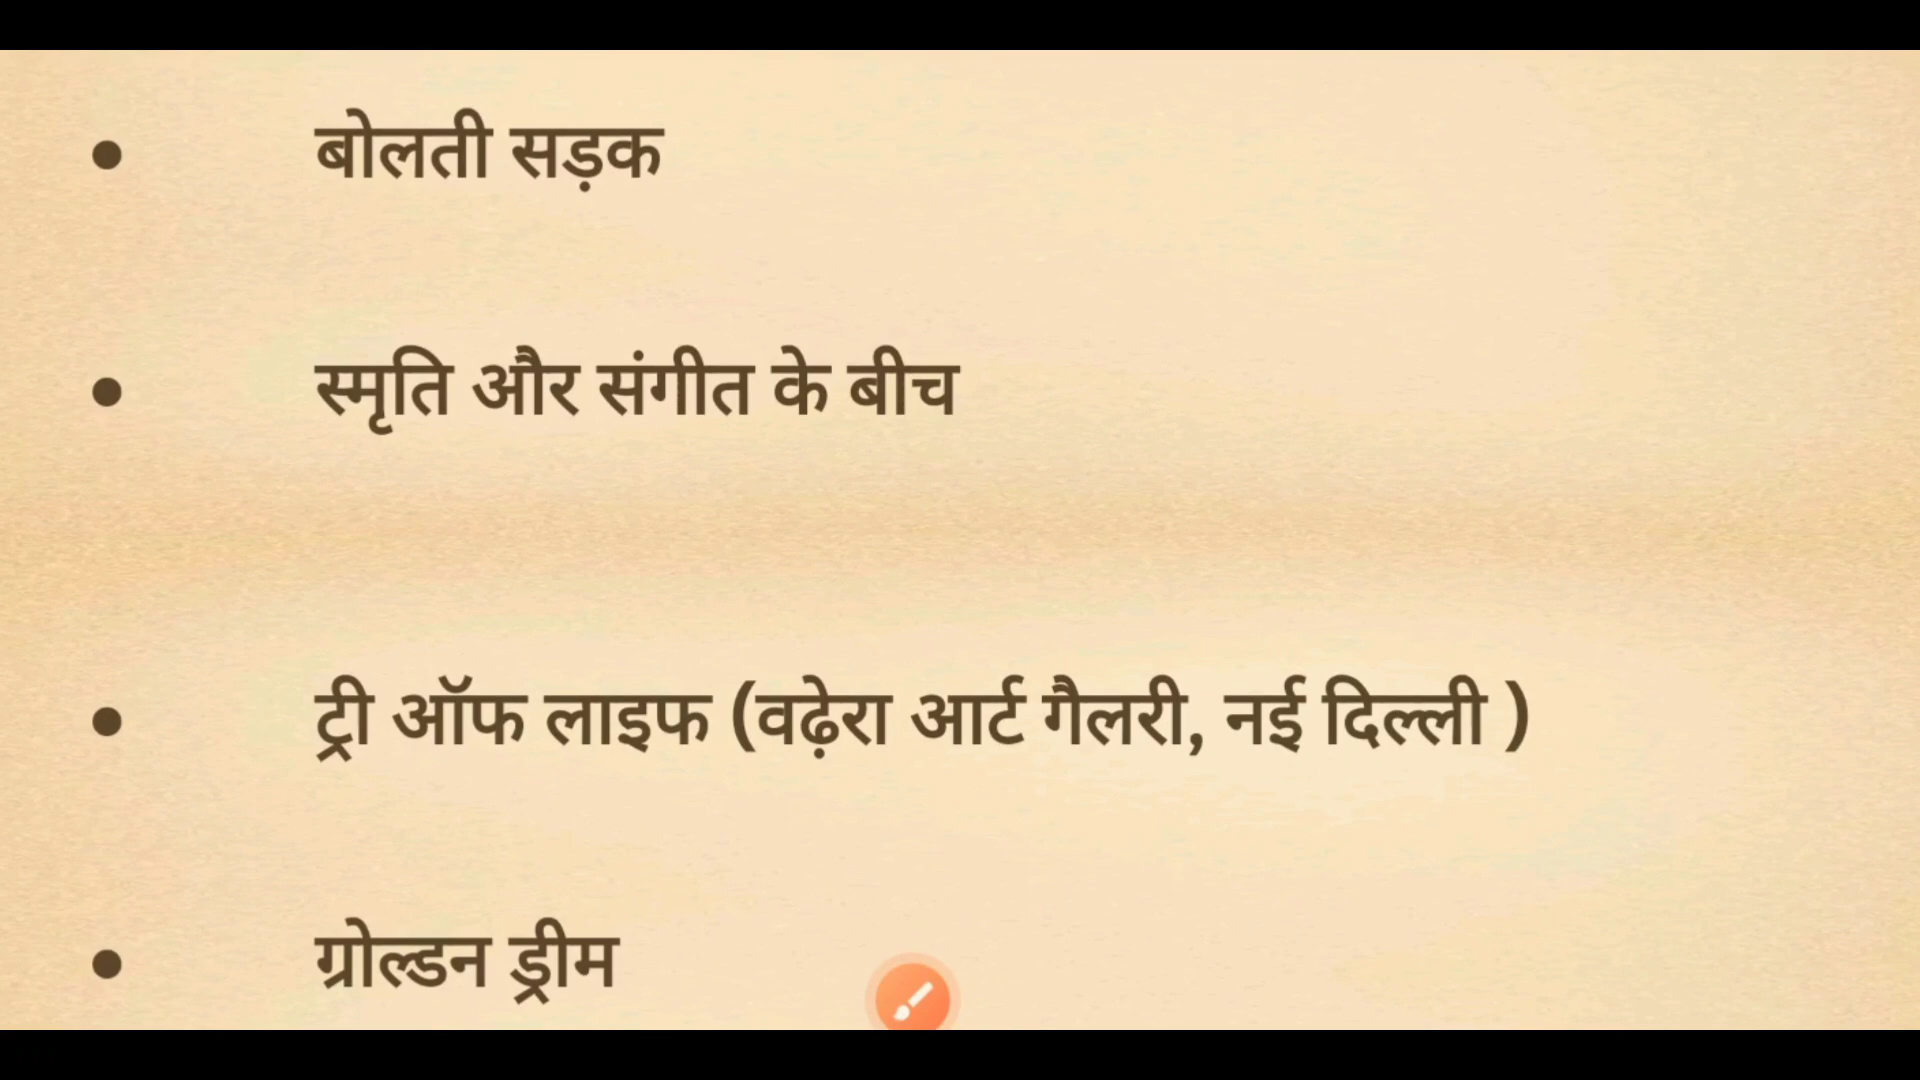 • बोलती सड़क
• स्मृति और संगीत के बीच
• ट्री ऑफ लाइफ (वढ़ेरा आर्ट गैलरी, नई दिल्ली )
• ग्रोल्डन ड्रीम